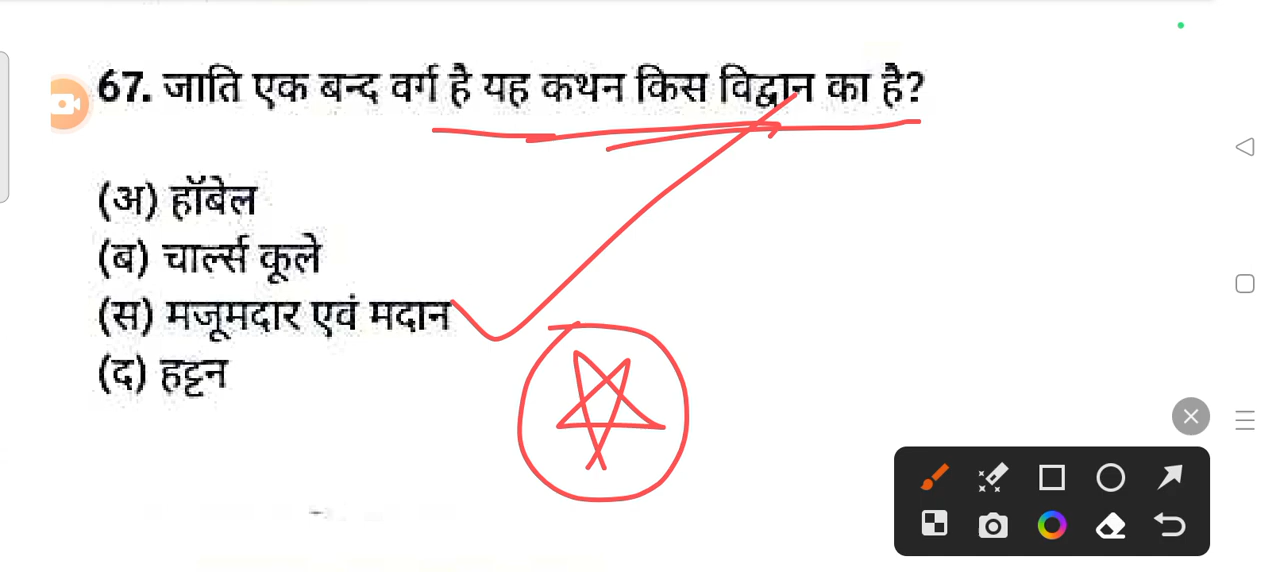 67. जाति एक बन्द वर्ग है यह कथन किस विद्वान का है?
(अ) हॉबेल
(ब) चार्ल्स कूले
(स) मजूमदार एवं मदान
(द) हट्टन